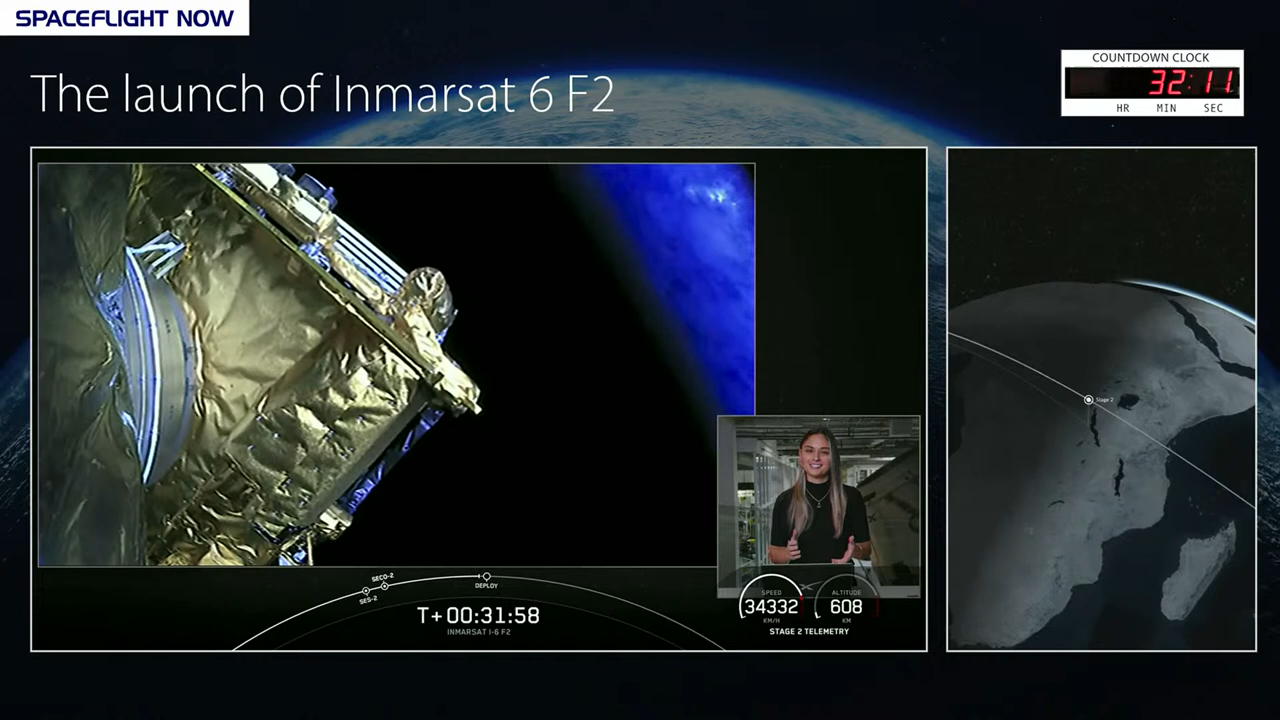 SPACEFLIGHT NOW
The launch of Inmarsat 6 F2
COUNTDOWN CLOCK
32:11
HR MIN SEC
Stage 2
SES-2
SECO-2
DEPLOY
T+ 00:31:58
INMARSAT I-6 F2
SPEED
34332
KM/H
ALTITUDE
608
KM
STAGE 2 TELEMETRY